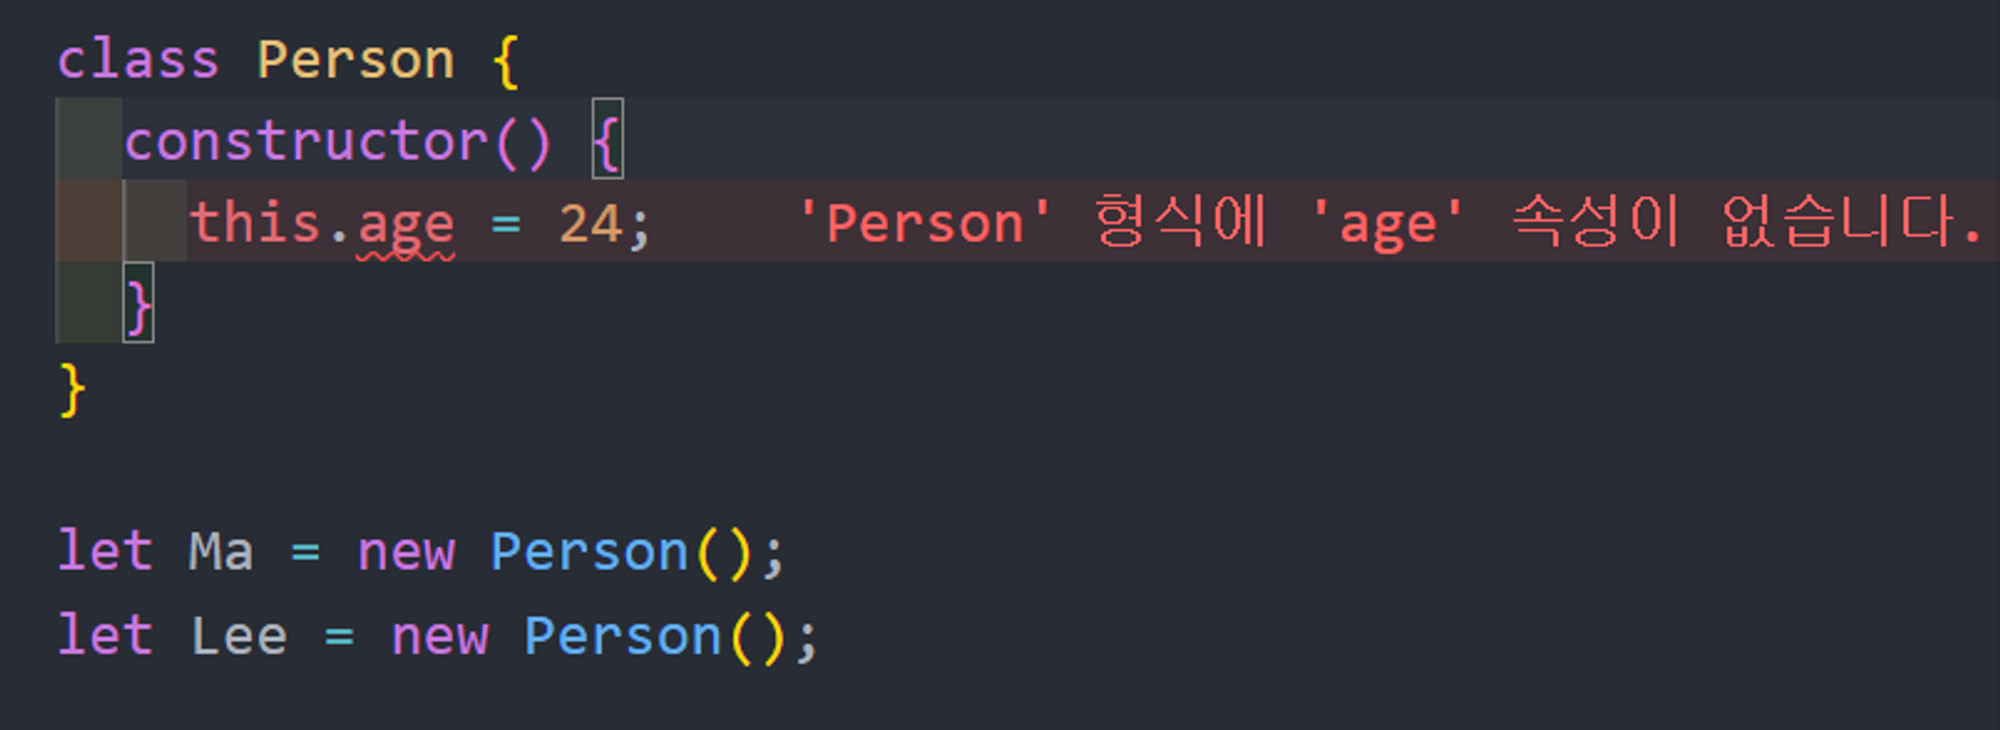 class Person {
constructor() {
this.age = 24; 'Person' 형식에 'age' 속성이 없습니다.
}
}
let Ma = new Person();
let Lee = new Person();